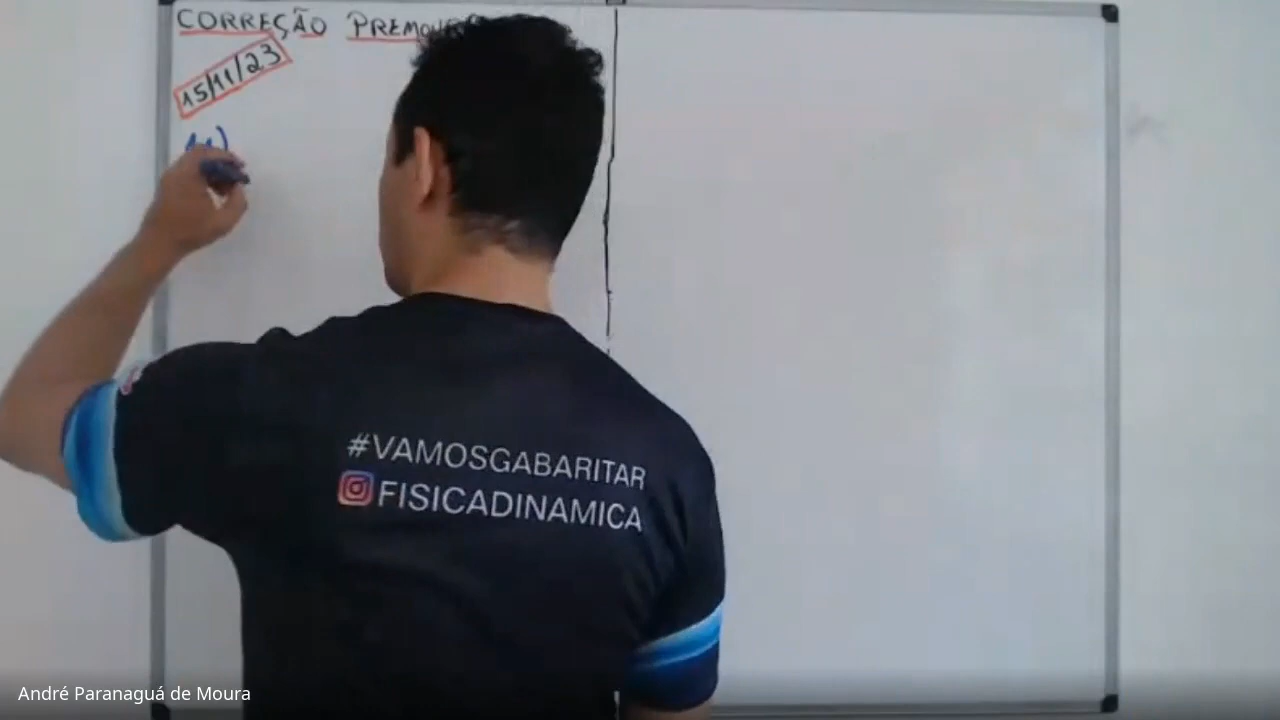 CORREÇÃO
15/11/23
#VAMOSGABARITAR
FISICADINAMICA
André Paranaguá de Moura